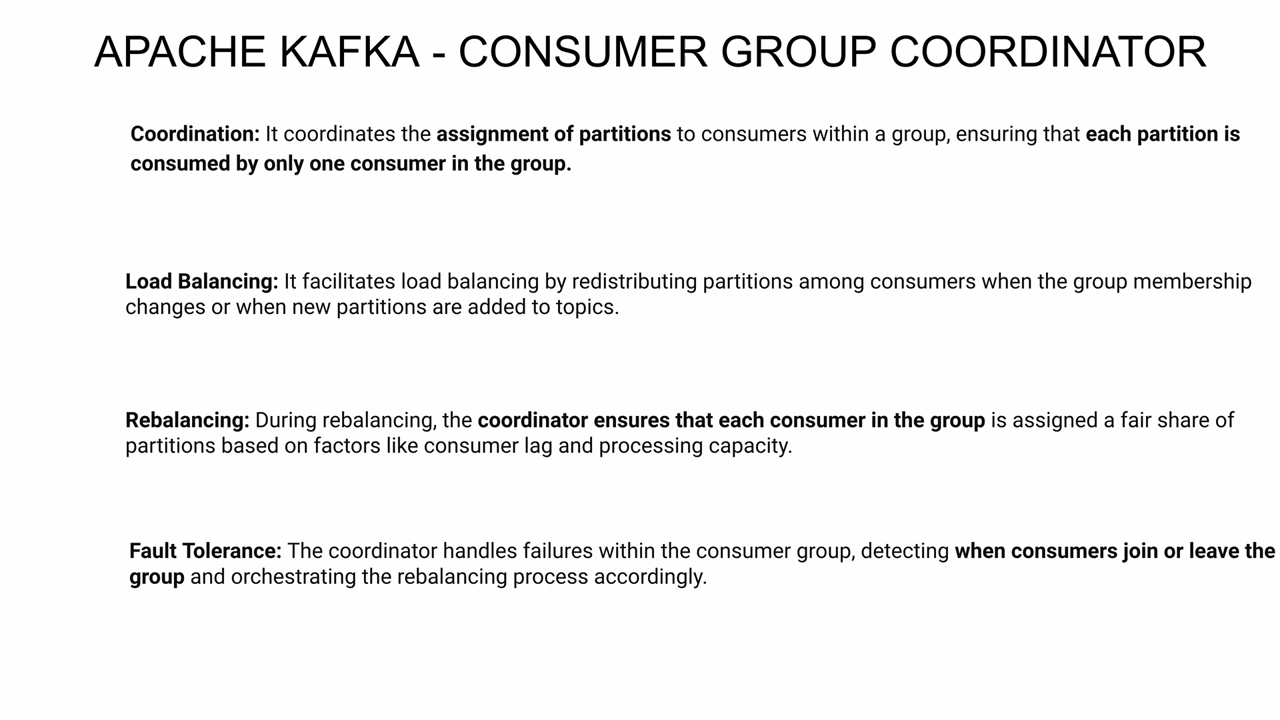 APACHE KAFKA - CONSUMER GROUP COORDINATOR
Coordination: It coordinates the assignment of partitions to consumers within a group, ensuring that each partition is
consumed by only one consumer in the group.
Load Balancing: It facilitates load balancing by redistributing partitions among consumers when the group membership
changes or when new partitions are added to topics.
Rebalancing: During rebalancing, the coordinator ensures that each consumer in the group is assigned a fair share of
partitions based on factors like consumer lag and processing capacity.
Fault Tolerance: The coordinator handles failures within the consumer group, detecting when consumers join or leave the
group and orchestrating the rebalancing process accordingly.